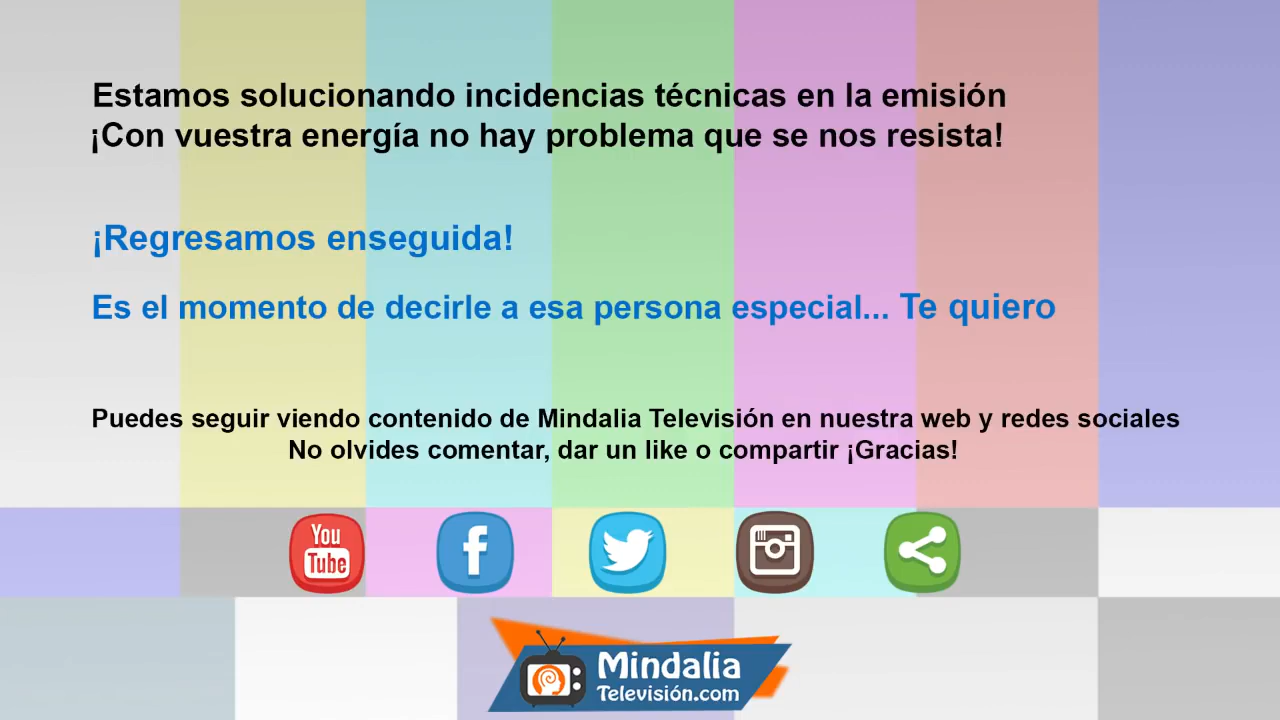 Estamos solucionando incidencias técnicas en la emisión
¡Con vuestra energía no hay problema que se nos resista!
¡Regresamos enseguida!
Es el momento de decirle a esa persona especial... Te quiero
Puedes seguir viendo contenido de Mindalia Televisión en nuestra web y redes sociales
No olvides comentar, dar un like o compartir ¡Gracias!
You
Tube
Mindalia
Televisión.com